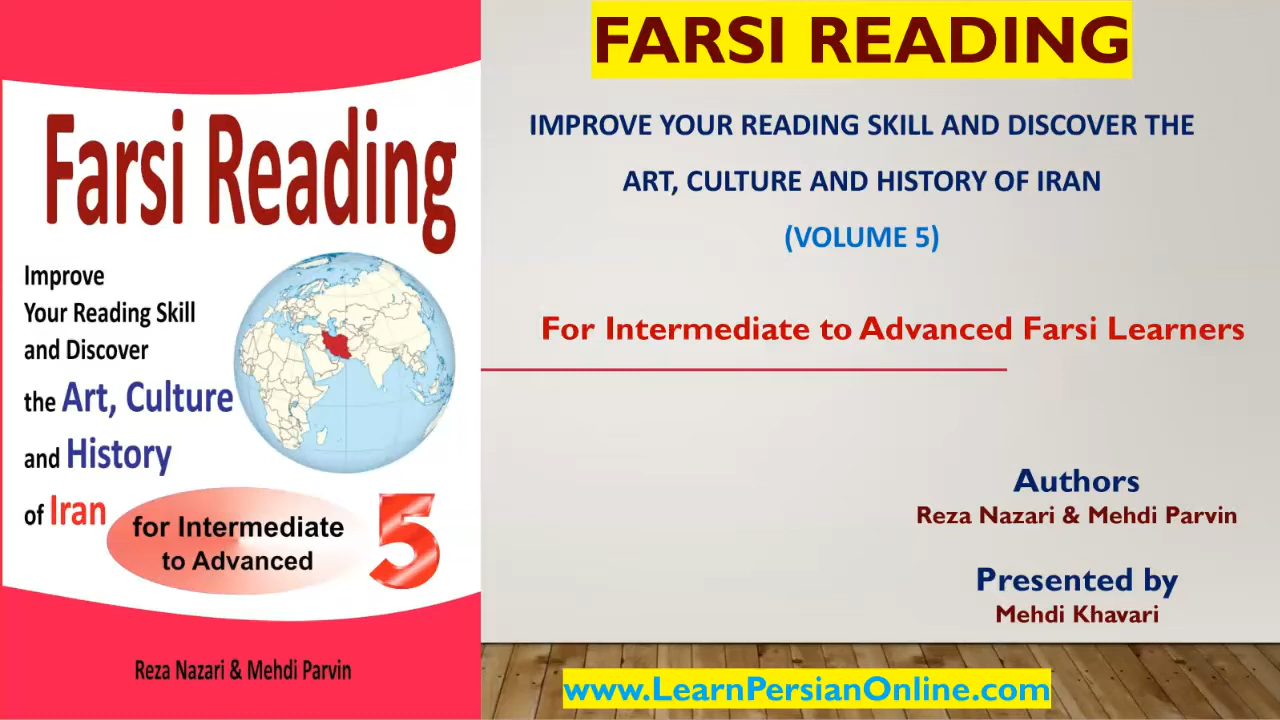 Farsi Reading
Improve
Your Reading Skill
and Discover
the Art, Culture
and History
of Iran
for Intermediate
to Advanced
5
Reza Nazari & Mehdi Parvin
FARSI READING
IMPROVE YOUR READING SKILL AND DISCOVER THE
ART, CULTURE AND HISTORY OF IRAN
(VOLUME 5)
For Intermediate to Advanced Farsi Learners
Authors
Reza Nazari & Mehdi Parvin
Presented by
Mehdi Khavari
www.LearnPersianOnline.com